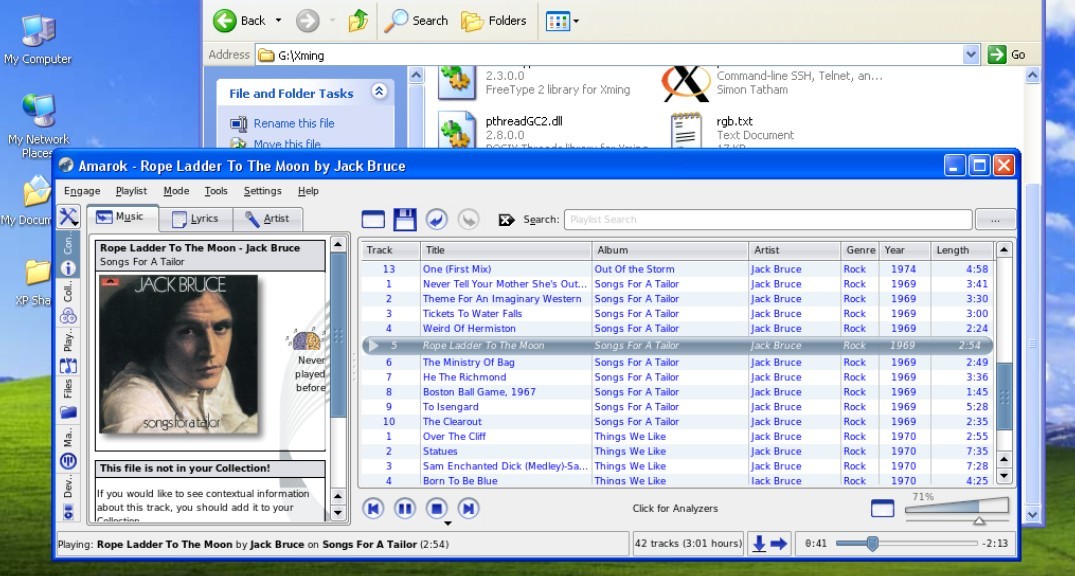 Back
Search
Folders
My Computer
Address G:\Xming Go
2.3.0.0
FreeType 2 library for Xming
Command-line SSH, Telnet, an...
Simon Tatham
File and Folder Tasks
Rename this file
Move this file
pthreadGC2.dll
2.8.0.0
POSIX Threads library for Xming
rgb.txt
Text Document
17 KB
My Network
Places
My Docum
XP Sha
Amarok - Rope Ladder To The Moon by Jack Bruce
Engage Playlist Mode Tools Settings Help
Music Lyrics Artist
Search: Playlist Search ...
Con.
Coll.
Play..
Files
Ma..
Dev..
Rope Ladder To The Moon - Jack Bruce
Songs For A Tailor
JACK BRUCE
songs for a tailor
Never
played
before
This file is not in your Collection!
If you would like to see contextual information
about this track, you should add it to your
Collection.
Track Title Album Artist Genre Year Length
13 One (First Mix) Out Of the Storm Jack Bruce Rock 1974 4:58
1 Never Tell Your Mother She's Out... Songs For A Tailor Jack Bruce Rock 1969 3:41
2 Theme For An Imaginary Western Songs For A Tailor Jack Bruce Rock 1969 3:30
3 Tickets To Water Falls Songs For A Tailor Jack Bruce Rock 1969 3:00
4 Weird Of Hermiston Songs For A Tailor Jack Bruce Rock 1969 2:24
5 Rope Ladder To The Moon Songs For A Tailor Jack Bruce Rock 1969 2:54
6 The Ministry Of Bag Songs For A Tailor Jack Bruce Rock 1969 2:49
7 He The Richmond Songs For A Tailor Jack Bruce Rock 1969 3:36
8 Boston Ball Game, 1967 Songs For A Tailor Jack Bruce Rock 1969 1:45
9 To Isengard Songs For A Tailor Jack Bruce Rock 1969 5:28
10 The Clearout Songs For A Tailor Jack Bruce Rock 1969 2:35
1 Over The Cliff Things We Like Jack Bruce Rock 1970 2:55
2 Statues Things We Like Jack Bruce Rock 1970 7:35
3 Sam Enchanted Dick (Medley)-Sa... Things We Like Jack Bruce Rock 1970 7:28
4 Born To Be Blue Things We Like Jack Bruce Rock 1970 4:25
Click for Analyzers
71%
Playing: Rope Ladder To The Moon by Jack Bruce on Songs For A Tailor (2:54)
42 tracks (3:01 hours)
0:41 -2:13